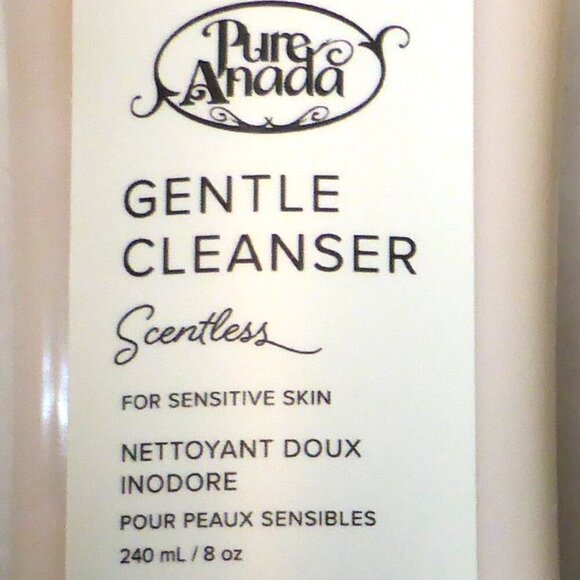 Pure
Anada
GENTLE
CLEANSER
Scentless
FOR SENSITIVE SKIN
NETTOYANT DOUX
INODORE
POUR PEAUX SENSIBLES
240 mL / 8 oz